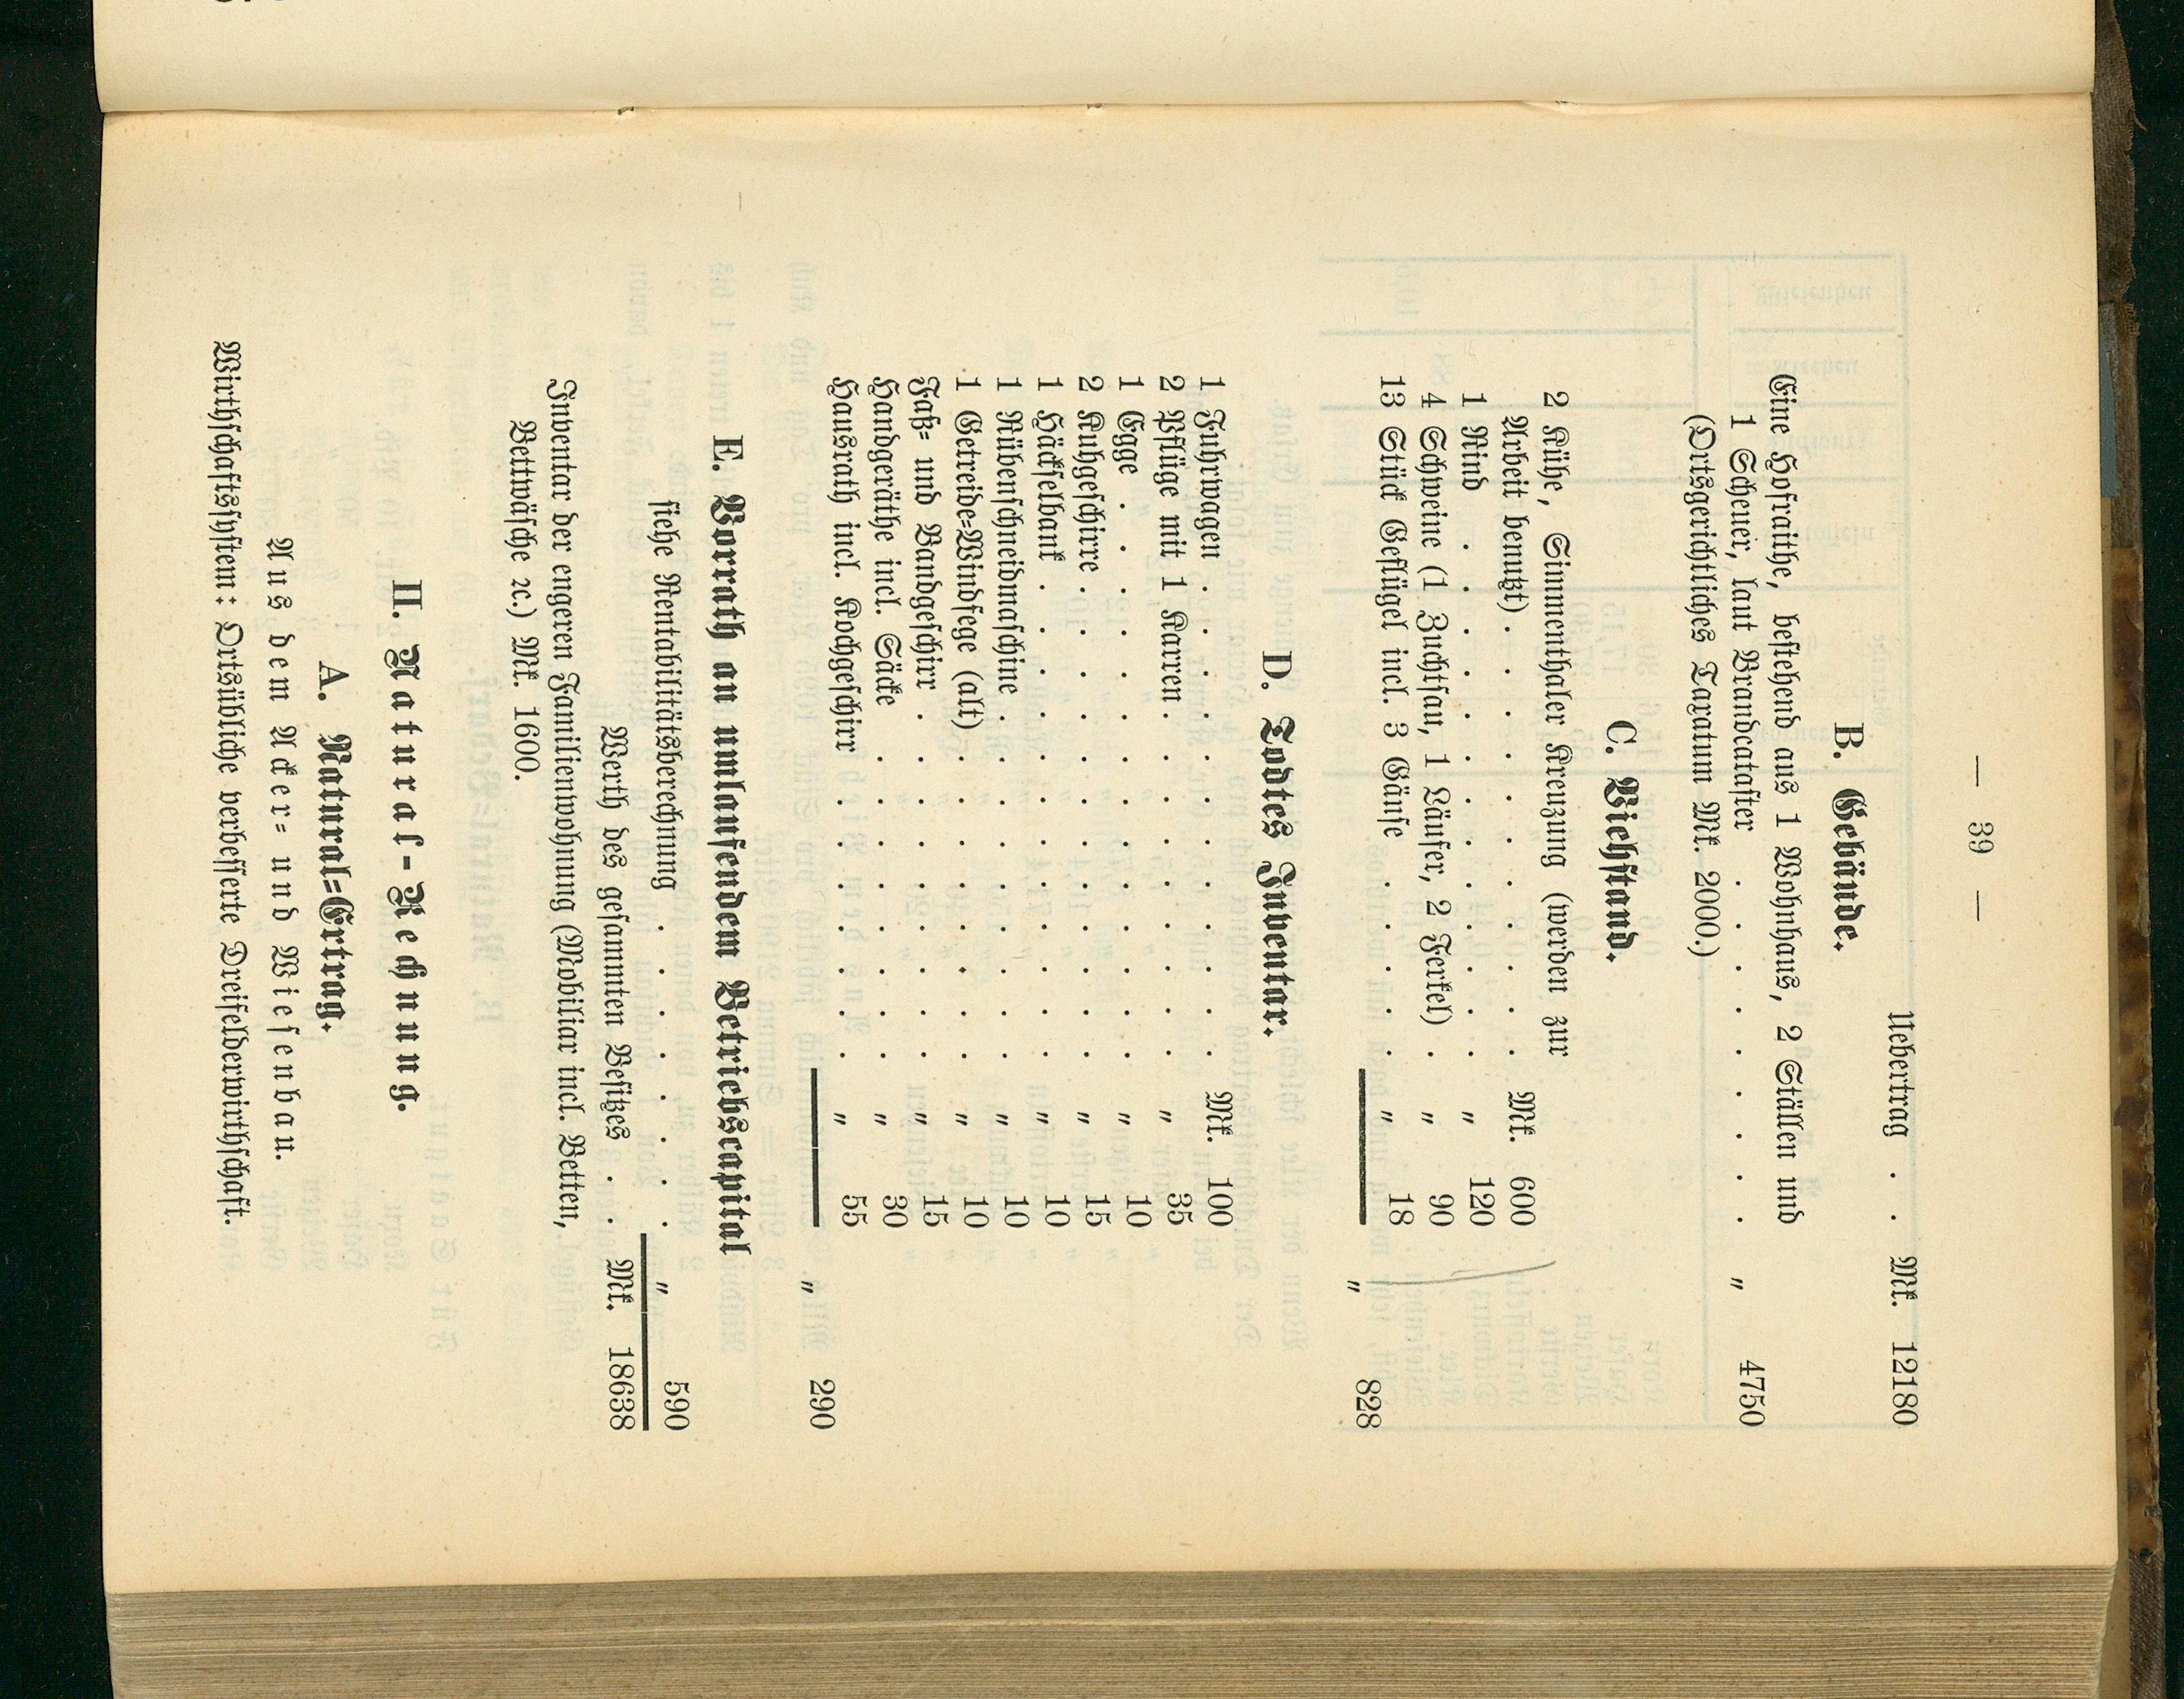 — 39 —
Uebertrag . . Mk. 12180
B. Gebäude.
Eine Hofraithe, bestehend aus 1 Wohnhaus, 2 Ställen und
1 Scheuer, laut Brandcataster . . . . . . . . . " 4750
(Ortsgerichtliches Taxatum Mk. 2000.)
C. Viehstand.
2 Kühe, Simmenthaler Kreuzung (werden zur
Arbeit benutzt) . . . . . . . . . . . Mk. 600
1 Rind . . . . . . . . . . . . . " 120
4 Schweine (1 Zuchtsau, 1 Läufer, 2 Ferkel) . " 90
13 Stück Geflügel incl. 3 Gänse . . . . . " 18
" 828
D. Todtes Inventar.
1 Fuhrwagen . . . . . . . . . . . . Mk. 100
2 Pflüge mit 1 Karren . . . . . . . . . " 35
1 Egge . . . . . . . . . . . . . . " 10
2 Kuhgeschirre . . . . . . . . . . . . " 15
1 Häckselbank . . . . . . . . . . . . " 10
1 Rübenschneidmaschine . . . . . . . . . " 10
1 Getreide=Windfege (alt) . . . . . . . . " 10
Faß= und Bandgeschirr . . . . . . . . . " 15
Handgeräthe incl. Säcke . . . . . . . . " 30
Hausrath incl. Kochgeschirr . . . . . . . " 55
" 290
E. Vorrath an umlaufendem Betriebscapital
siehe Rentabilitätsberechnung . . . . . . . . " 590
Werth des gesammten Besitzes . . Mk. 18638
Inventar der engeren Familienwohnung (Mobiliar incl. Betten,
Bettwäsche ꝛc.) Mk. 1600.
II. Natural-Rechnung.
A. Natural=Ertrag.
Aus dem Acker= und Wiesenbau.
Wirthschaftssystem: Ortsübliche verbesserte Dreifelderwirthschaft.